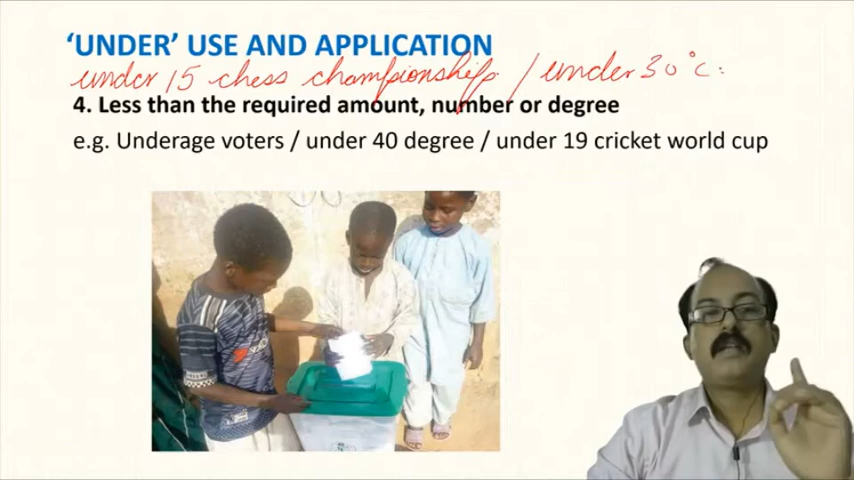 ‘UNDER’ USE AND APPLICATION
under 15 chess championship / under 30°C.
4. Less than the required amount, number or degree
e.g. Underage voters / under 40 degree / under 19 cricket world cup